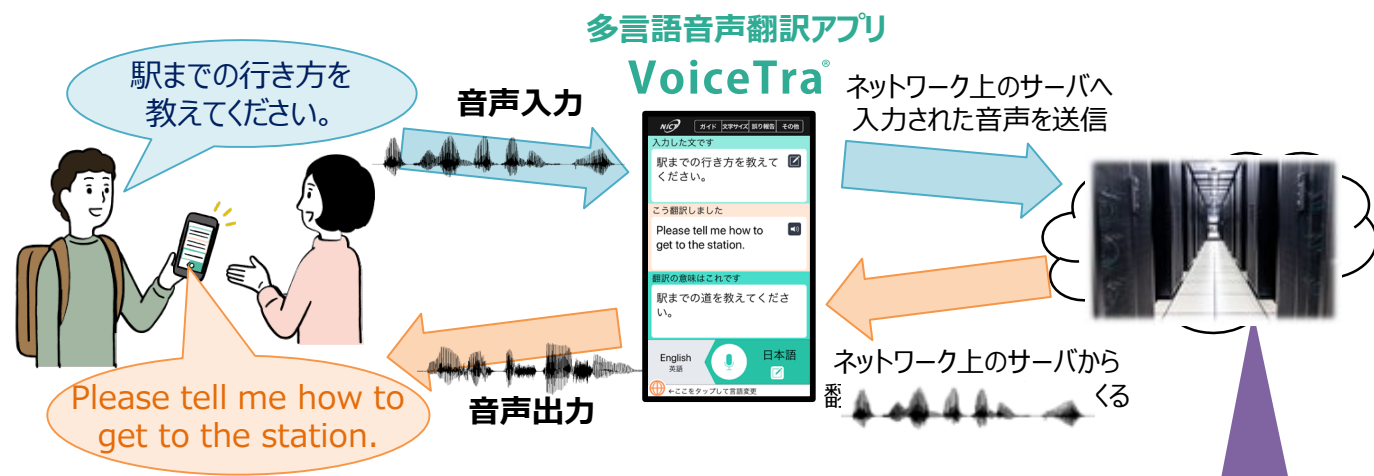 多言語音声翻訳アプリ
VoiceTra®
駅までの行き方を
教えてください。
音声入力
ネットワーク上のサーバへ
入力された音声を送信
NICT
ガイド 文字サイズ 誤り報告 その他
入力した文です
駅までの行き方を教えて
ください。
こう翻訳しました
Please tell me how to
get to the station.
翻訳の意味はこれです
駅までの道を教えてくださ
い。
English
英語
日本語
←ここをタップして言語変更
音声出力
Please tell me how to
get to the station.
ネットワーク上のサーバから
翻
くる